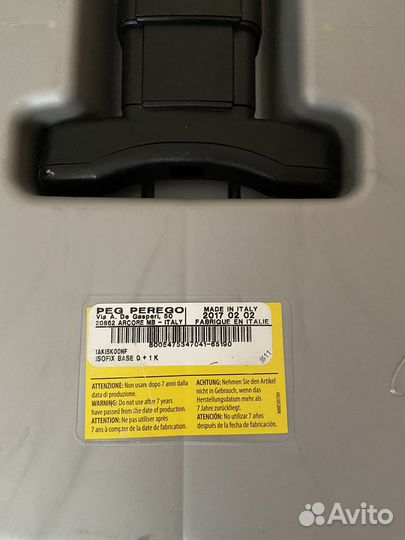 PEG PEREGO
Via A. De Gasperi, 50
20862 ARCORE MB - ITALY
MADE IN ITALY
2017 02 02
FABRIQUE EN ITALIE
8005475347041-65190
IAKISK00NF
ISOFIX BASE 0 + 1 K
ATTENZIONE: Non usare dopo 7 anni dalla
data di produzione.
WARNING: Do not use after 7 years
have passed from the date of production.
ATTENTION: Ne pas utiliser après
7 ans à compter de la date de fabrication.
ACHTUNG: Nehmen Sie den Artikel
nicht in Gebrauch, wenn das
Herstellungsdatum mehr als
7 Jahre zurückliegt.
ATENCIÓN: No utilizar 7 años
después de la fecha de fabricación.
Avito